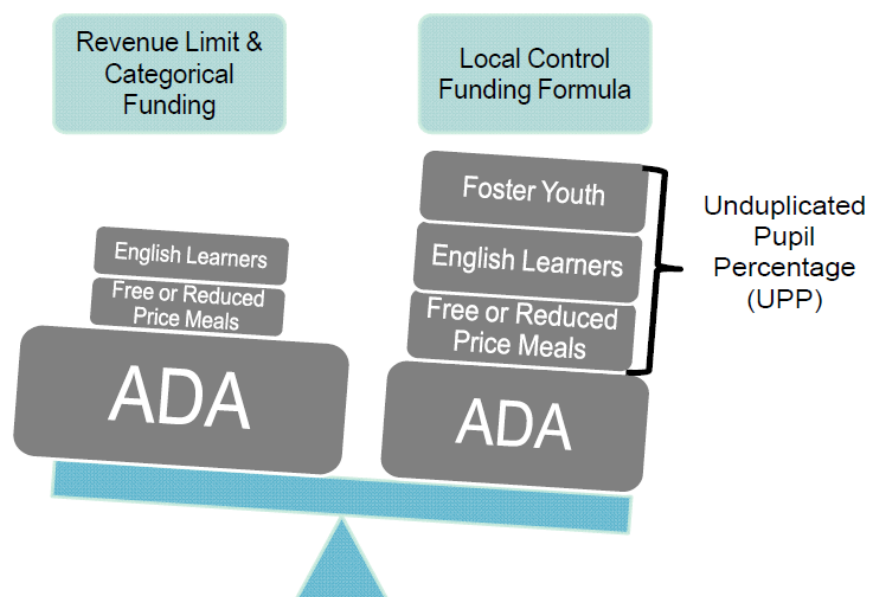 Revenue Limit &
Categorical
Funding
Local Control
Funding Formula
English Learners
Free or Reduced
Price Meals
ADA
Foster Youth
English Learners
Free or Reduced
Price Meals
ADA
Unduplicated
Pupil
Percentage
(UPP)